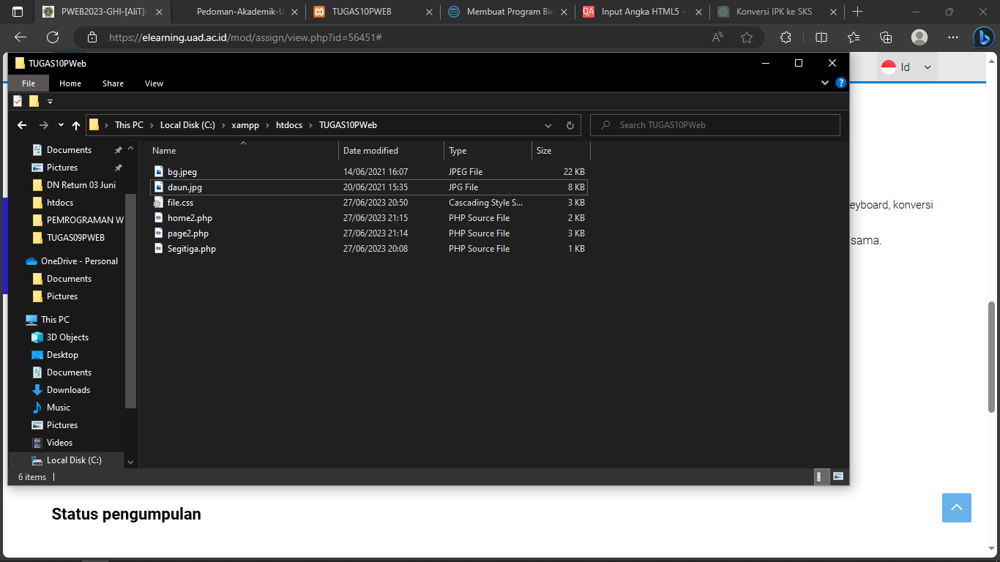 PWEB2023-GHI-[AliT]:
Pedoman-Akademik-U
TUGAS10PWEB
Membuat Program Bin
Input Angka HTML5 -
Konversi IPK ke SKS
https://elearning.uad.ac.id/mod/assign/view.php?id=56451#
Id
TUGAS10PWeb
File Home Share View
This PC > Local Disk (C:) > xampp > htdocs > TUGAS10PWeb
Search TUGAS10PWeb
Documents
Pictures
DN Return 03 Juni
htdocs
PEMROGRAMAN W
TUGAS09PWEB
OneDrive - Personal
Documents
Pictures
This PC
3D Objects
Desktop
Documents
Downloads
Music
Pictures
Videos
Local Disk (C:)
Name Date modified Type Size
bg.jpeg 14/06/2021 16:07 JPEG File 22 KB
daun.jpg 20/06/2021 15:35 JPG File 8 KB
file.css 27/06/2023 20:50 Cascading Style S... 3 KB
home2.php 27/06/2023 21:15 PHP Source File 2 KB
page2.php 27/06/2023 21:14 PHP Source File 3 KB
Segitiga.php 27/06/2023 20:08 PHP Source File 1 KB
6 items
eyboard, konversi
sama.
Status pengumpulan